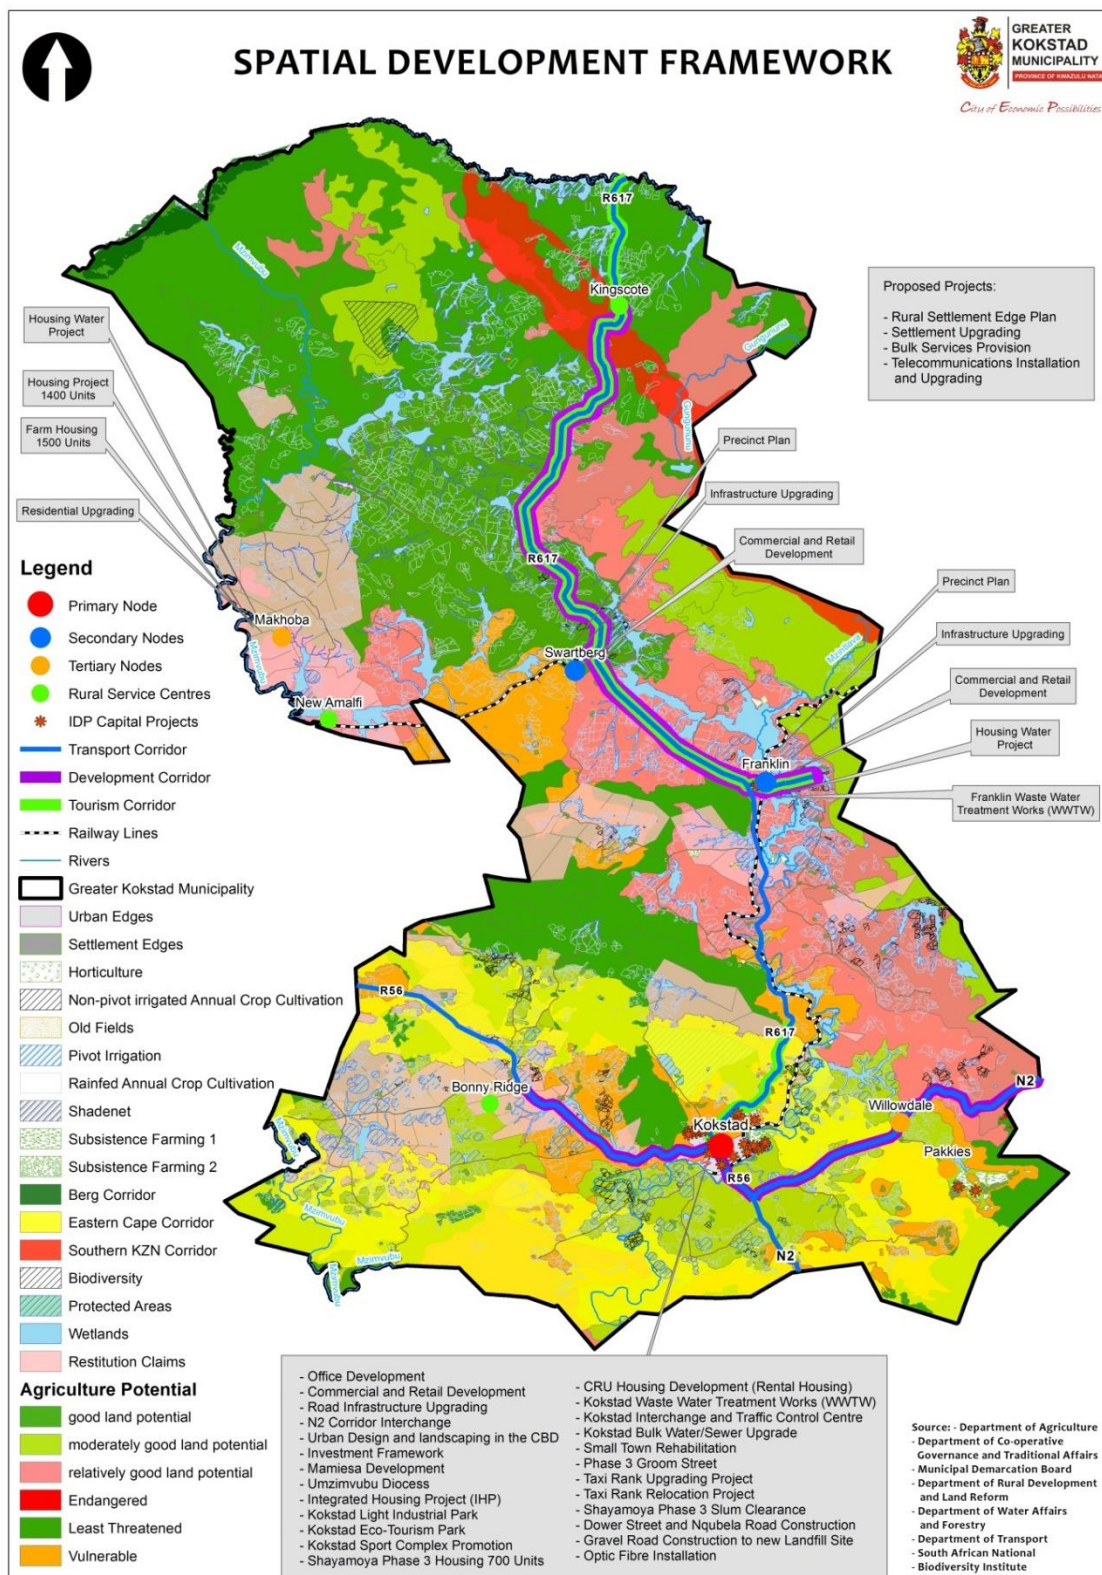 SPATIAL DEVELOPMENT FRAMEWORK
GREATER
KOKSTAD
MUNICIPALITY
PROVINCE OF KWAZULU NATAL
City of Economic Possibilities
R617
Kingscote
Mzimvubu
Gungununu
Gungununu
Proposed Projects:
- Rural Settlement Edge Plan
- Settlement Upgrading
- Bulk Services Provision
- Telecommunications Installation
and Upgrading
Housing Water
Project
Housing Project
1400 Units
Farm Housing
1500 Units
Residential Upgrading
Precinct Plan
Infrastructure Upgrading
Commercial and Retail
Development
R617
Precinct Plan
Infrastructure Upgrading
Commercial and Retail
Development
Housing Water
Project
Franklin Waste Water
Treatment Works (WWTW)
Makhoba
Mzimvubu
New Amalfi
Swartberg
Mzintlava
Franklin
R56
R617
N2
Bonny Ridge
Willowdale
Kokstad
Pakkies
R56
N2
Mzimvubu
Mzimvubu
Mzimvubu
Mzimvubu
Legend
Primary Node
Secondary Nodes
Tertiary Nodes
Rural Service Centres
IDP Capital Projects
Transport Corridor
Development Corridor
Tourism Corridor
Railway Lines
Rivers
Greater Kokstad Municipality
Urban Edges
Settlement Edges
Horticulture
Non-pivot irrigated Annual Crop Cultivation
Old Fields
Pivot Irrigation
Rainfed Annual Crop Cultivation
Shadenet
Subsistence Farming 1
Subsistence Farming 2
Berg Corridor
Eastern Cape Corridor
Southern KZN Corridor
Biodiversity
Protected Areas
Wetlands
Restitution Claims
Agriculture Potential
good land potential
moderately good land potential
relatively good land potential
Endangered
Least Threatened
Vulnerable
- Office Development
- Commercial and Retail Development
- Road Infrastructure Upgrading
- N2 Corridor Interchange
- Urban Design and landscaping in the CBD
- Investment Framework
- Mamiesa Development
- Umzimvubu Diocess
- Integrated Housing Project (IHP)
- Kokstad Light Industrial Park
- Kokstad Eco-Tourism Park
- Kokstad Sport Complex Promotion
- Shayamoya Phase 3 Housing 700 Units
- CRU Housing Development (Rental Housing)
- Kokstad Waste Water Treatment Works (WWTW)
- Kokstad Interchange and Traffic Control Centre
- Kokstad Bulk Water/Sewer Upgrade
- Small Town Rehabilitation
- Phase 3 Groom Street
- Taxi Rank Upgrading Project
- Taxi Rank Relocation Project
- Shayamoya Phase 3 Slum Clearance
- Dower Street and Nqubela Road Construction
- Gravel Road Construction to new Landfill Site
- Optic Fibre Installation
Source: - Department of Agriculture
- Department of Co-operative
Governance and Traditional Affairs
- Municipal Demarcation Board
- Department of Rural Development
and Land Reform
- Department of Water Affairs
and Forestry
- Department of Transport
- South African National
- Biodiversity Institute